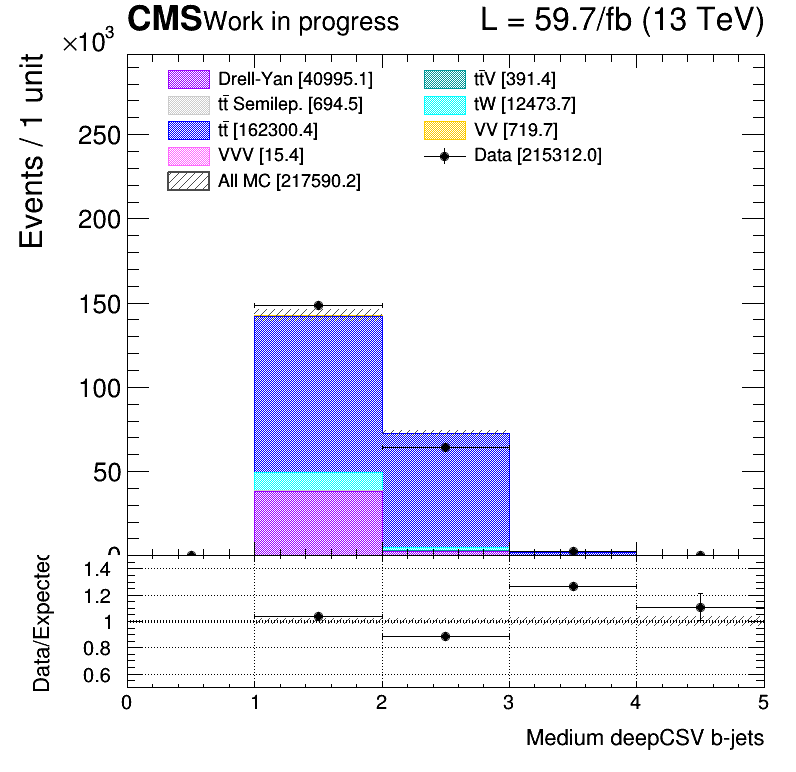 CMS Work in progress L = 59.7/fb (13 TeV)
×10³
Drell-Yan [40995.1] tt̄V [391.4]
tt̄ Semilep. [694.5] tW [12473.7]
tt̄ [162300.4] VV [719.7]
VVV [15.4] Data [215312.0]
All MC [217590.2]
Events / 1 unit
250
200
150
100
50
0
Data/Expected
1.4
1.2
1
0.8
0.6
0 1 2 3 4 5
Medium deepCSV b-jets